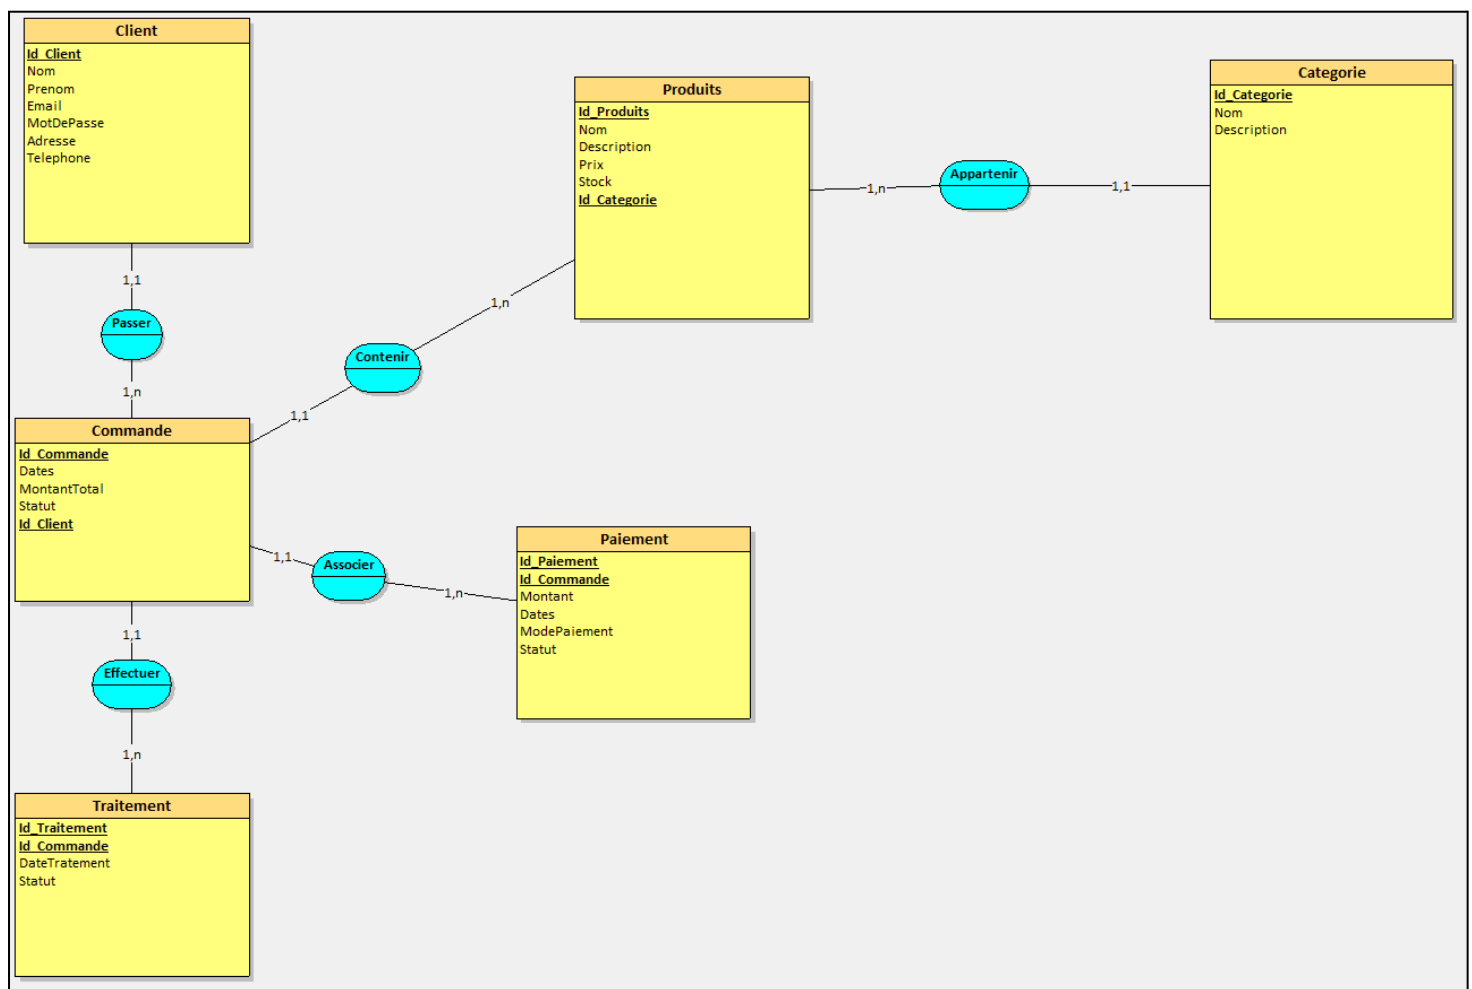 Client
Id_Client
Nom
Prenom
Email
MotDePasse
Adresse
Telephone
1,1
Passer
1,n
Commande
Id_Commande
Dates
MontantTotal
Statut
Id_Client
1,1
Contenir
1,n
Produits
Id_Produits
Nom
Description
Prix
Stock
Id_Categorie
1,n
Appartenir
1,1
Categorie
Id_Categorie
Nom
Description
1,1
Associer
1,n
Paiement
Id_Paiement
Id_Commande
Montant
Dates
ModePaiement
Statut
1,1
Effectuer
1,n
Traitement
Id_Traitement
Id_Commande
DateTratement
Statut